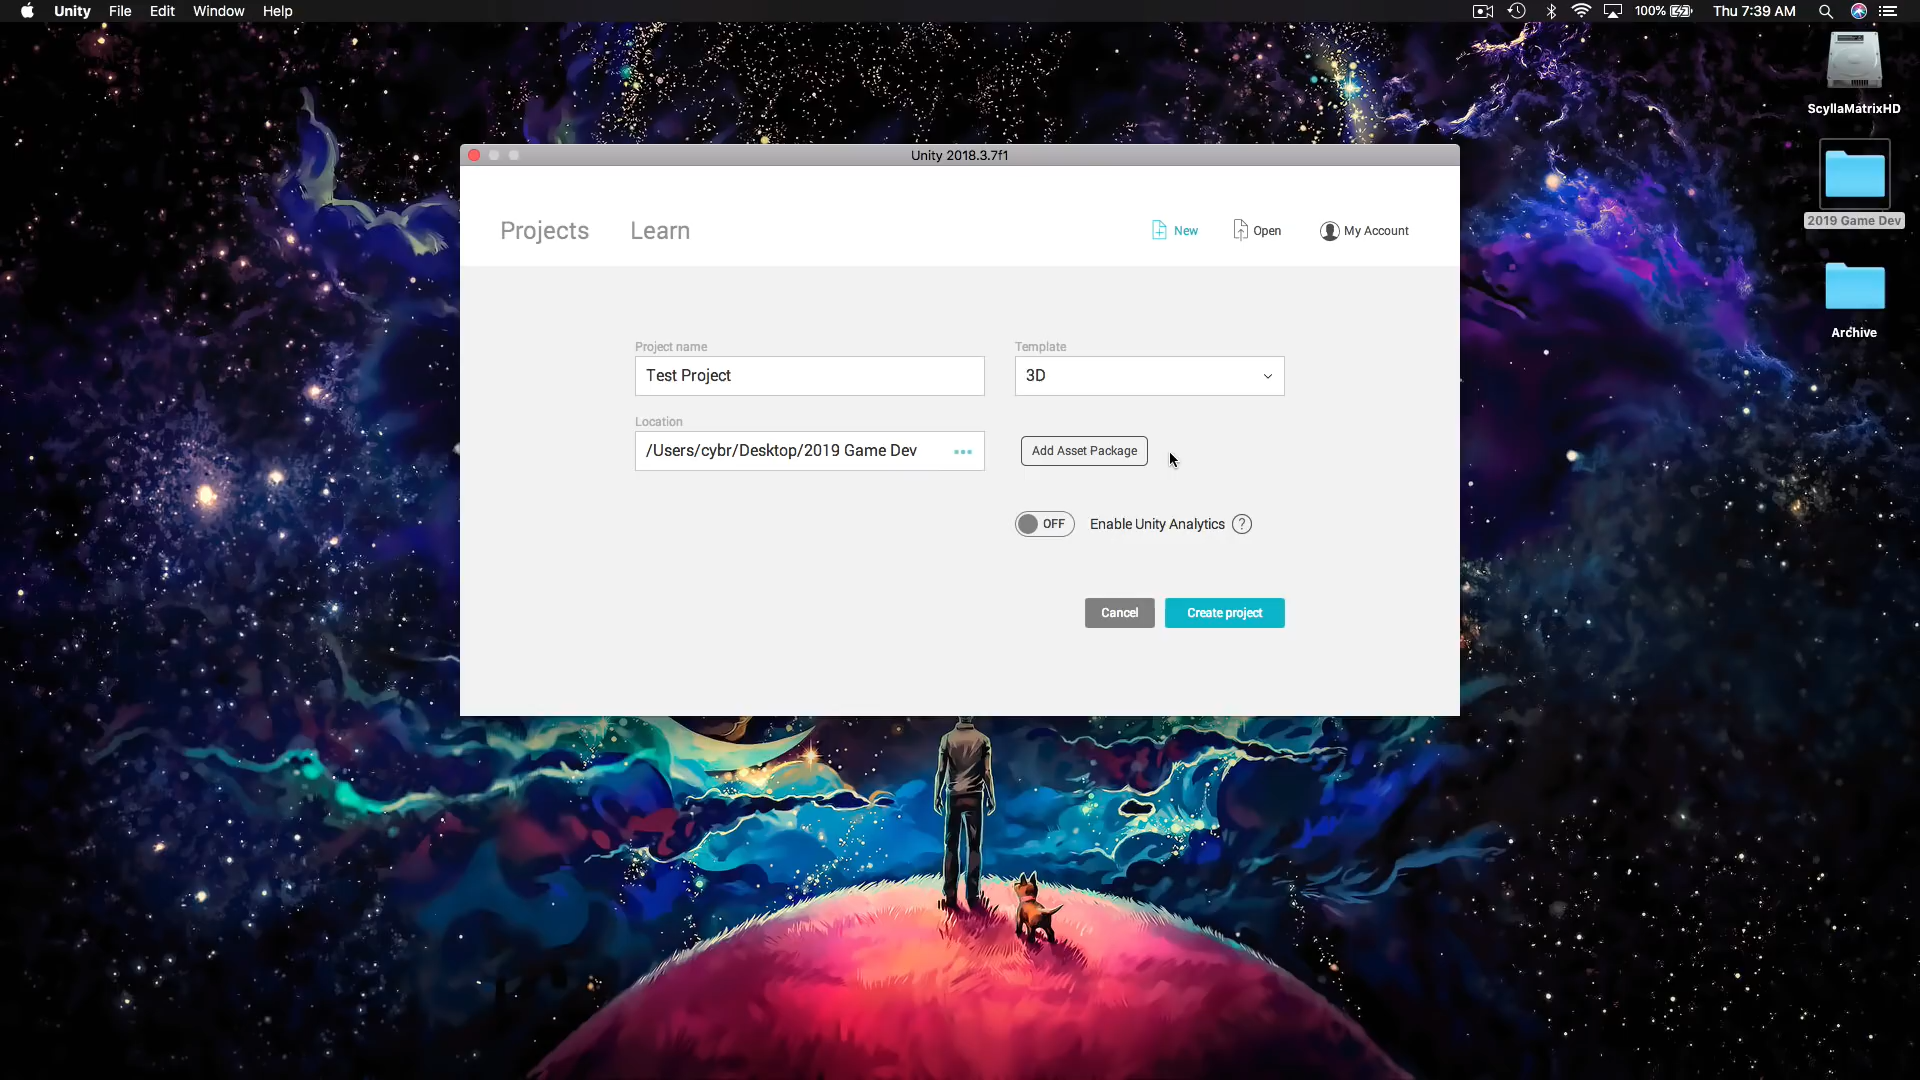 Unity File Edit Window Help
100% Thu 7:39 AM
ScyllaMatrixHD
2019 Game Dev
Archive
Unity 2018.3.7f1
Projects Learn New Open My Account
Project name Template
Test Project 3D
Location
/Users/cybr/Desktop/2019 Game Dev Add Asset Package
OFF Enable Unity Analytics ?
Cancel Create project